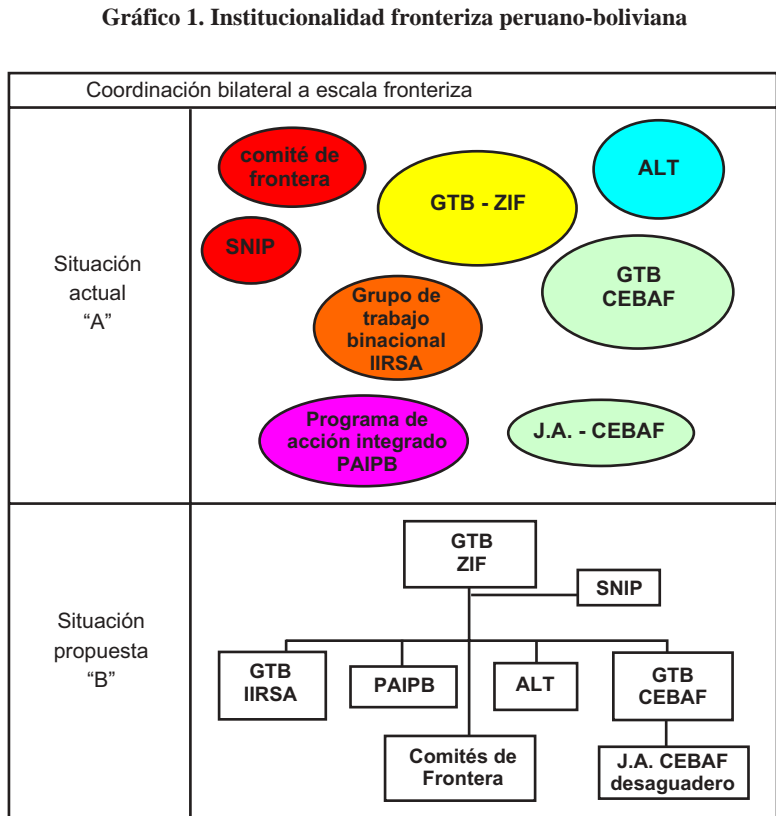 Gráfico 1. Institucionalidad fronteriza peruano-boliviana
Coordinación bilateral a escala fronteriza
Situación
actual
“A”
comité de
frontera
GTB - ZIF
ALT
SNIP
GTB
CEBAF
Grupo de
trabajo
binacional
IIRSA
Programa de
acción integrado
PAIPB
J.A. - CEBAF
Situación
propuesta
“B”
GTB
ZIF
SNIP
GTB
IIRSA
PAIPB
ALT
GTB
CEBAF
Comités de
Frontera
J.A. CEBAF
desaguadero